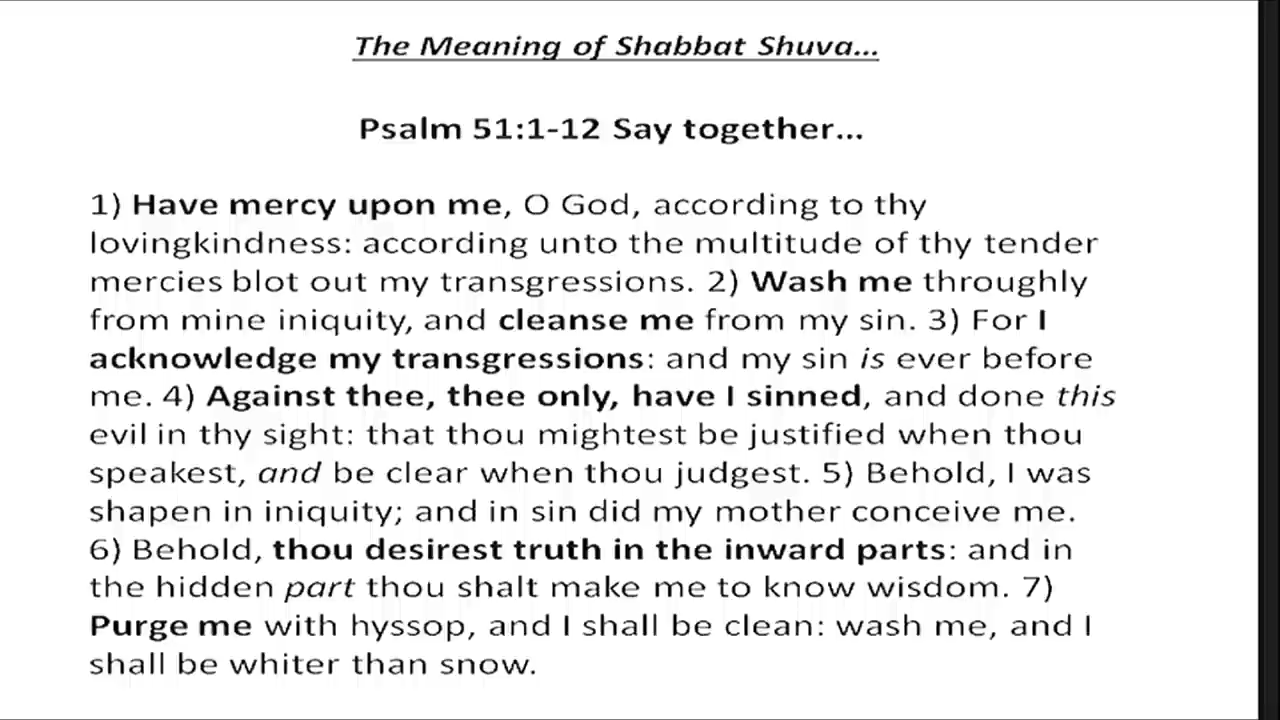 The Meaning of Shabbat Shuva...
Psalm 51:1-12 Say together...
1) Have mercy upon me, O God, according to thy
lovingkindness: according unto the multitude of thy tender
mercies blot out my transgressions. 2) Wash me throughly
from mine iniquity, and cleanse me from my sin. 3) For I
acknowledge my transgressions: and my sin is ever before
me. 4) Against thee, thee only, have I sinned, and done this
evil in thy sight: that thou mightest be justified when thou
speakest, and be clear when thou judgest. 5) Behold, I was
shapen in iniquity; and in sin did my mother conceive me.
6) Behold, thou desirest truth in the inward parts: and in
the hidden part thou shalt make me to know wisdom. 7)
Purge me with hyssop, and I shall be clean: wash me, and I
shall be whiter than snow.